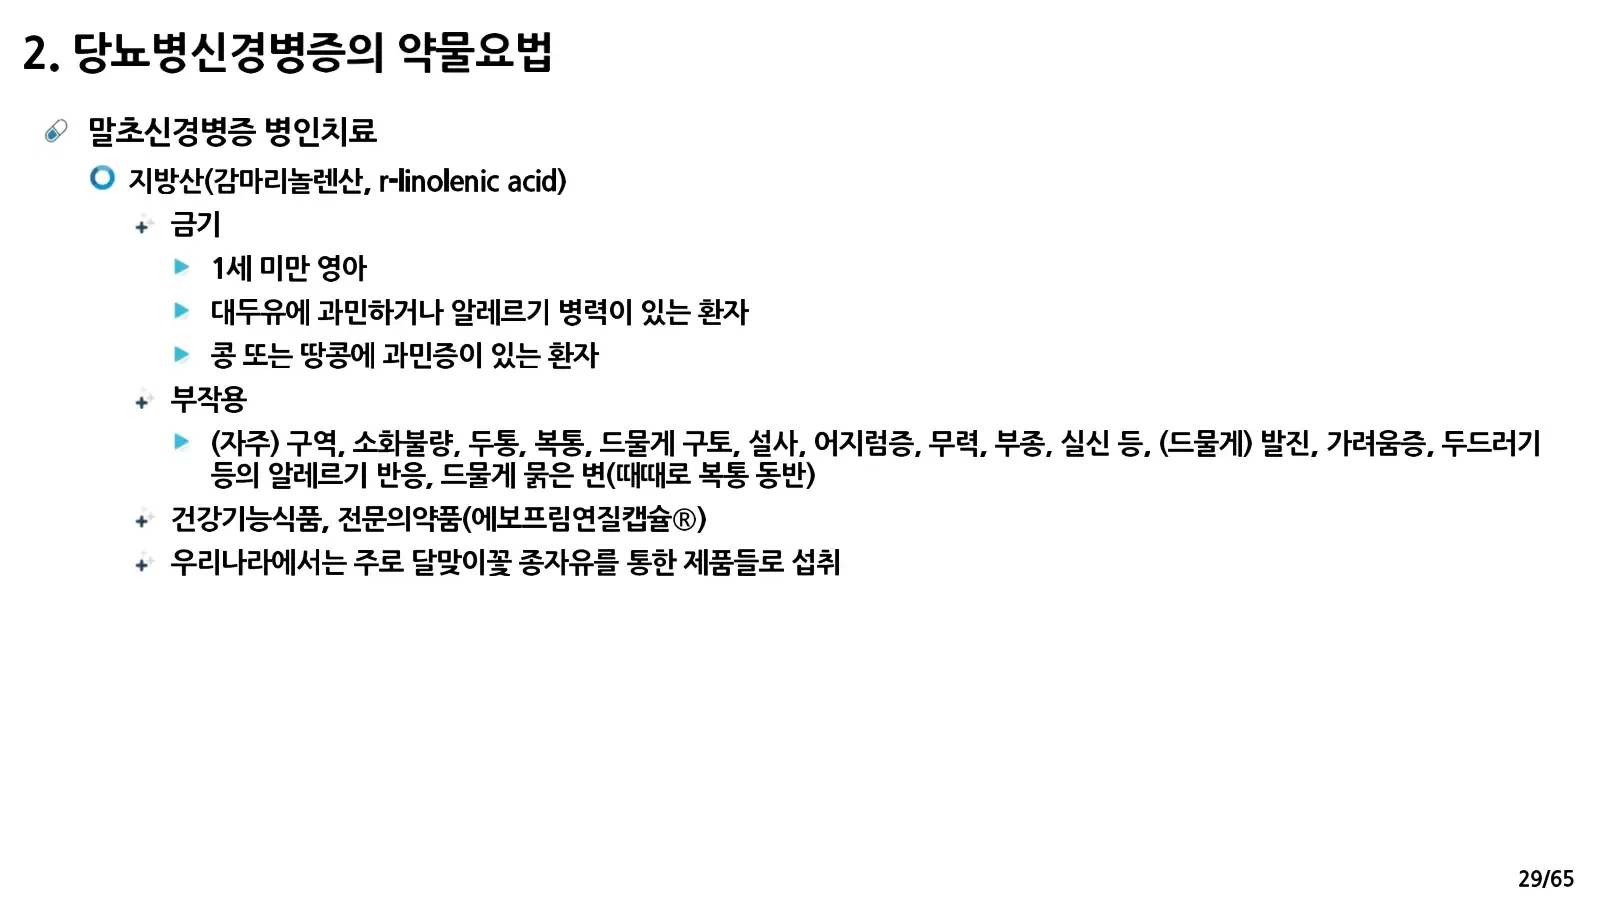 2. 당뇨병신경병증의 약물요법
말초신경병증 병인치료
지방산(감마리놀렌산, r-linolenic acid)
금기
1세 미만 영아
대두유에 과민하거나 알레르기 병력이 있는 환자
콩 또는 땅콩에 과민증이 있는 환자
부작용
(자주) 구역, 소화불량, 두통, 복통, 드물게 구토, 설사, 어지럼증, 무력, 부종, 실신 등, (드물게) 발진, 가려움증, 두드러기
등의 알레르기 반응, 드물게 묽은 변(때때로 복통 동반)
건강기능식품, 전문의약품(에보프림연질캡슐®)
우리나라에서는 주로 달맞이꽃 종자유를 통한 제품들로 섭취
29/65